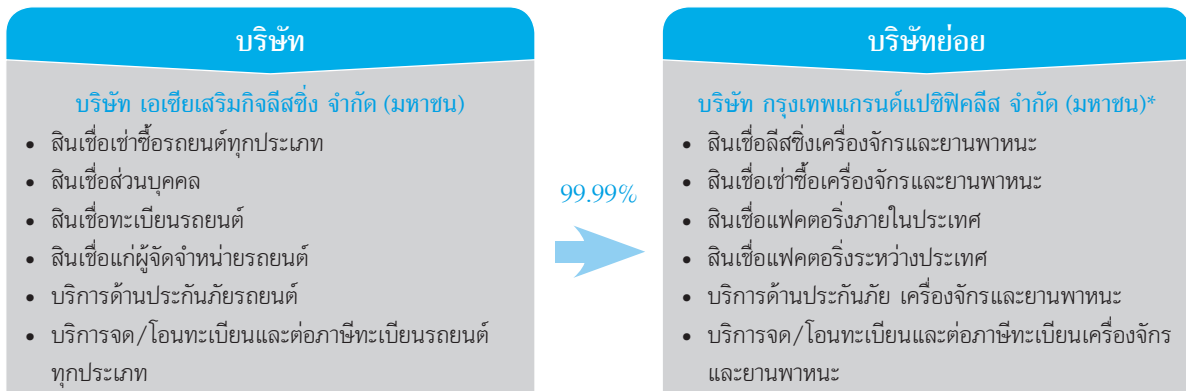 บริษัท
บริษัท เอเซียเสริมกิจลีสซิ่ง จำกัด (มหาชน)
• สินเชื่อเช่าซื้อรถยนต์ทุกประเภท
• สินเชื่อส่วนบุคคล
• สินเชื่อทะเบียนรถยนต์
• สินเชื่อแก่ผู้จัดจำหน่ายรถยนต์
• บริการด้านประกันภัยรถยนต์
• บริการจด/โอนทะเบียนและต่อภาษีทะเบียนรถยนต์
ทุกประเภท
99.99%
บริษัทย่อย
บริษัท กรุงเทพแกรนด์แปซิฟิคลีส จำกัด (มหาชน)*
• สินเชื่อลีสซิ่งเครื่องจักรและยานพาหนะ
• สินเชื่อเช่าซื้อเครื่องจักรและยานพาหนะ
• สินเชื่อแฟคตอริ่งภายในประเทศ
• สินเชื่อแฟคตอริ่งระหว่างประเทศ
• บริการด้านประกันภัย เครื่องจักรและยานพาหนะ
• บริการจด/โอนทะเบียนและต่อภาษีทะเบียนเครื่องจักร
และยานพาหนะ